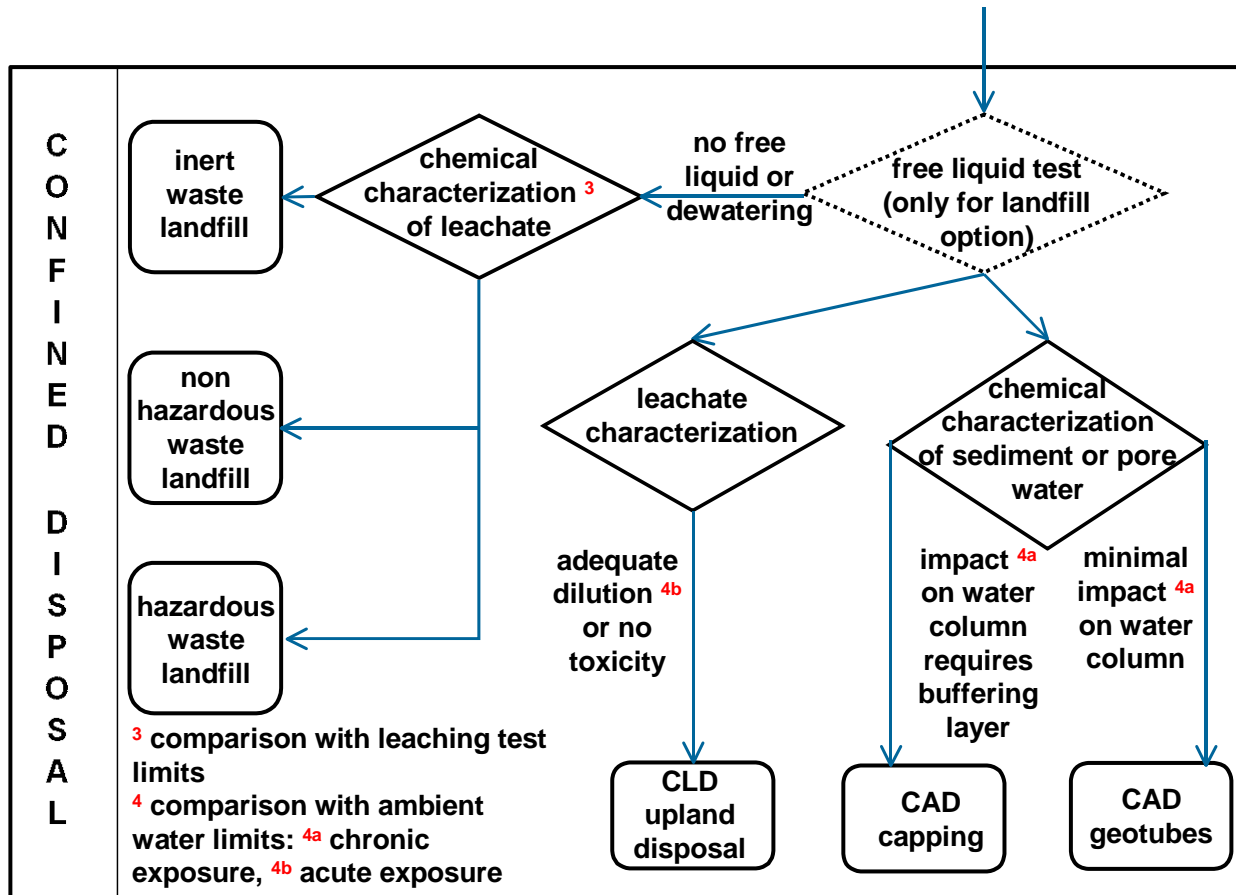 CONFINED DISPOSAL
inert
waste
landfill
chemical
characterization 3
of leachate
no free
liquid or
dewatering
free liquid test
(only for landfill
option)
non
hazardous
waste
landfill
leachate
characterization
chemical
characterization
of sediment or pore
water
hazardous
waste
landfill
adequate
dilution 4b
or no
toxicity
impact 4a
on water
column
requires
buffering
layer
minimal
impact 4a
on water
column
3 comparison with leaching test
limits
4 comparison with ambient
water limits: 4a chronic
exposure, 4b acute exposure
CLD
upland
disposal
CAD
capping
CAD
geotubes